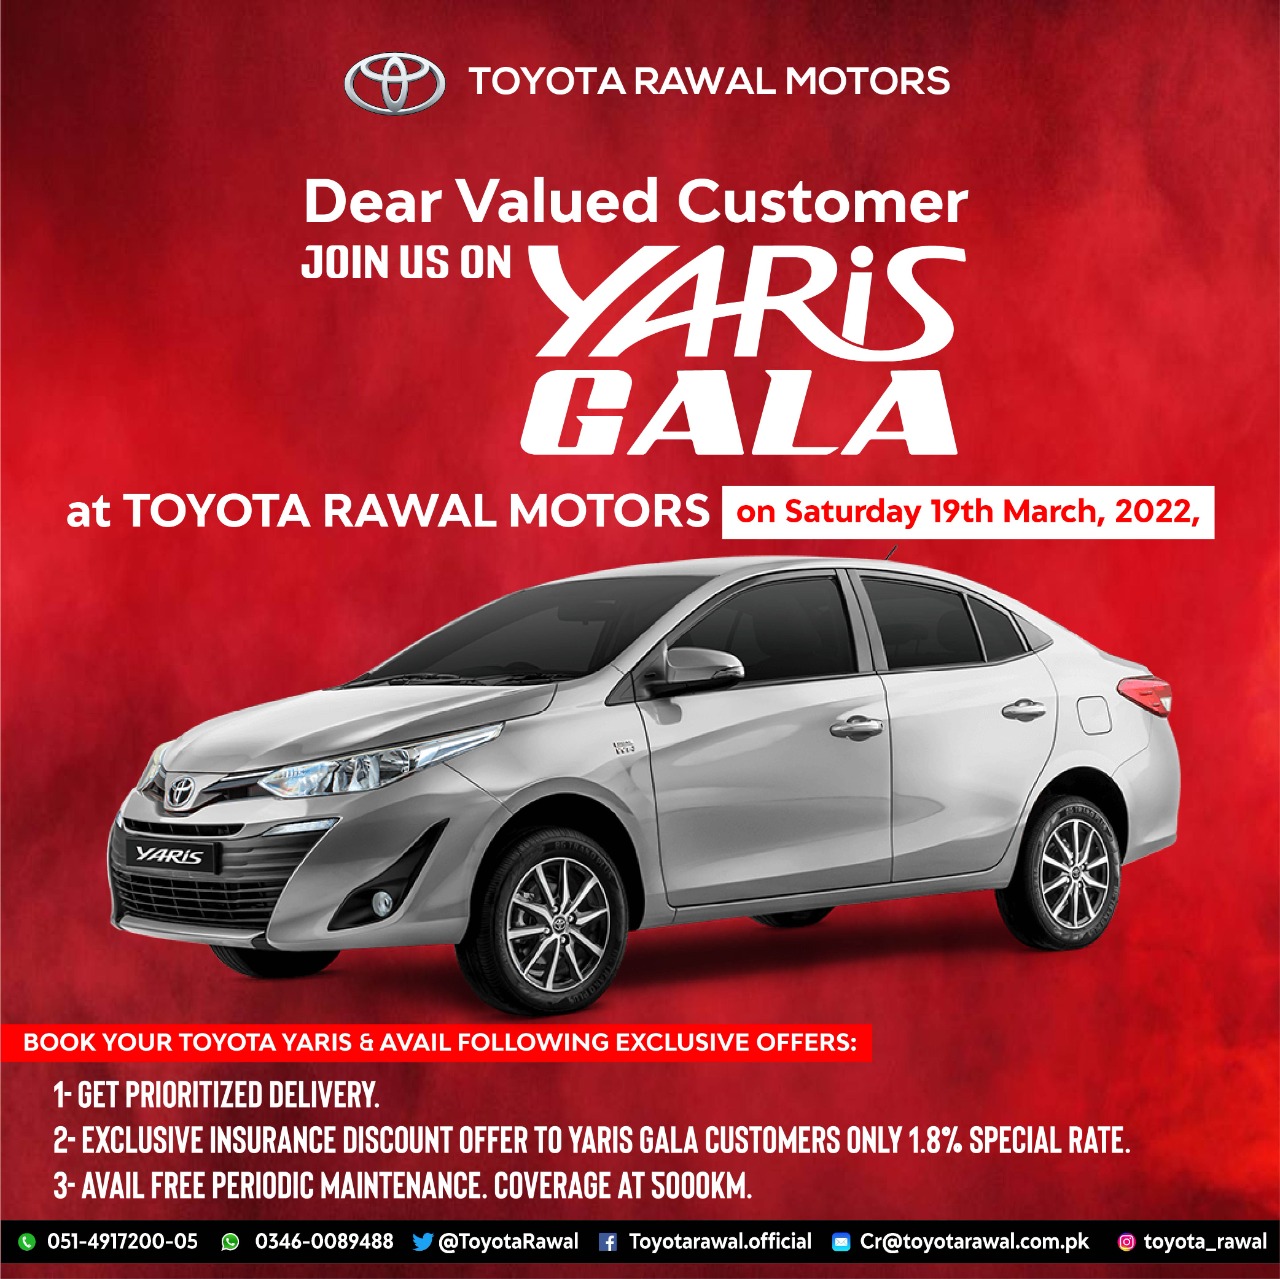 TOYOTA RAWAL MOTORS
Dear Valued Customer
JOIN US ON YARiS
GALA
at TOYOTA RAWAL MOTORS on Saturday 19th March, 2022,
YARiS
BOOK YOUR TOYOTA YARIS & AVAIL FOLLOWING EXCLUSIVE OFFERS:
1- GET PRIORITIZED DELIVERY.
2- EXCLUSIVE INSURANCE DISCOUNT OFFER TO YARIS GALA CUSTOMERS ONLY 1.8% SPECIAL RATE.
3- AVAIL FREE PERIODIC MAINTENANCE. COVERAGE AT 5000KM.
051-4917200-05 0346-0089488 @ToyotaRawal Toyotarawal.official Cr@toyotarawal.com.pk toyota_rawal